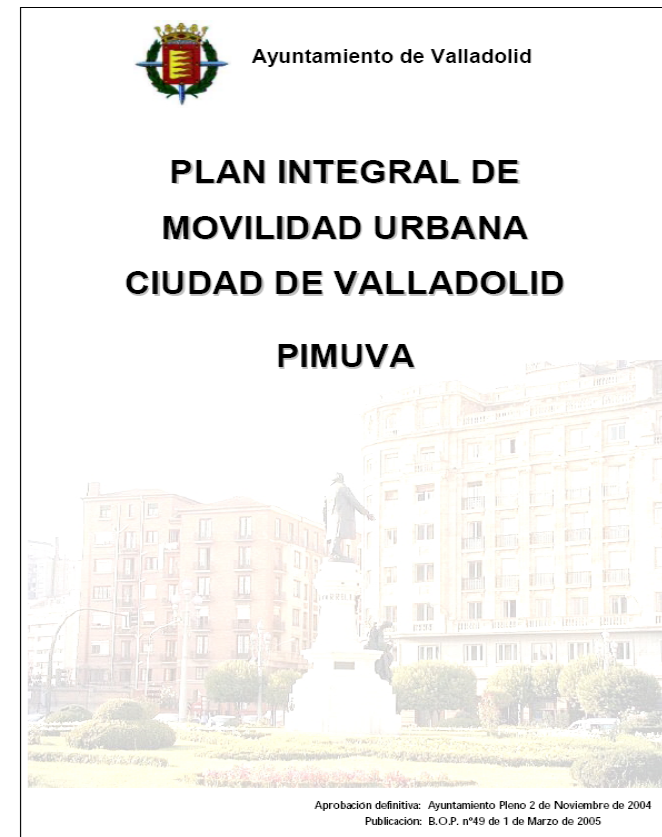 Ayuntamiento de Valladolid
PLAN INTEGRAL DE
MOVILIDAD URBANA
CIUDAD DE VALLADOLID
PIMUVA
Aprobación definitiva: Ayuntamiento Pleno 2 de Noviembre de 2004
Publicación: B.O.P. nº49 de 1 de Marzo de 2005